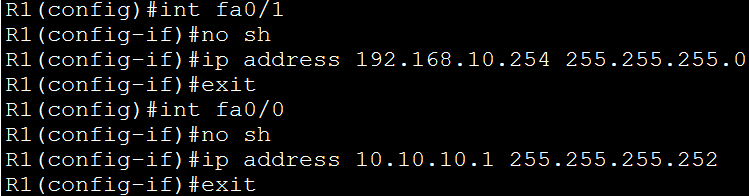 R1(config)#int fa0/1
R1(config-if)#no sh
R1(config-if)#ip address 192.168.10.254 255.255.255.0
R1(config-if)#exit
R1(config)#int fa0/0
R1(config-if)#no sh
R1(config-if)#ip address 10.10.10.1 255.255.255.252
R1(config-if)#exit